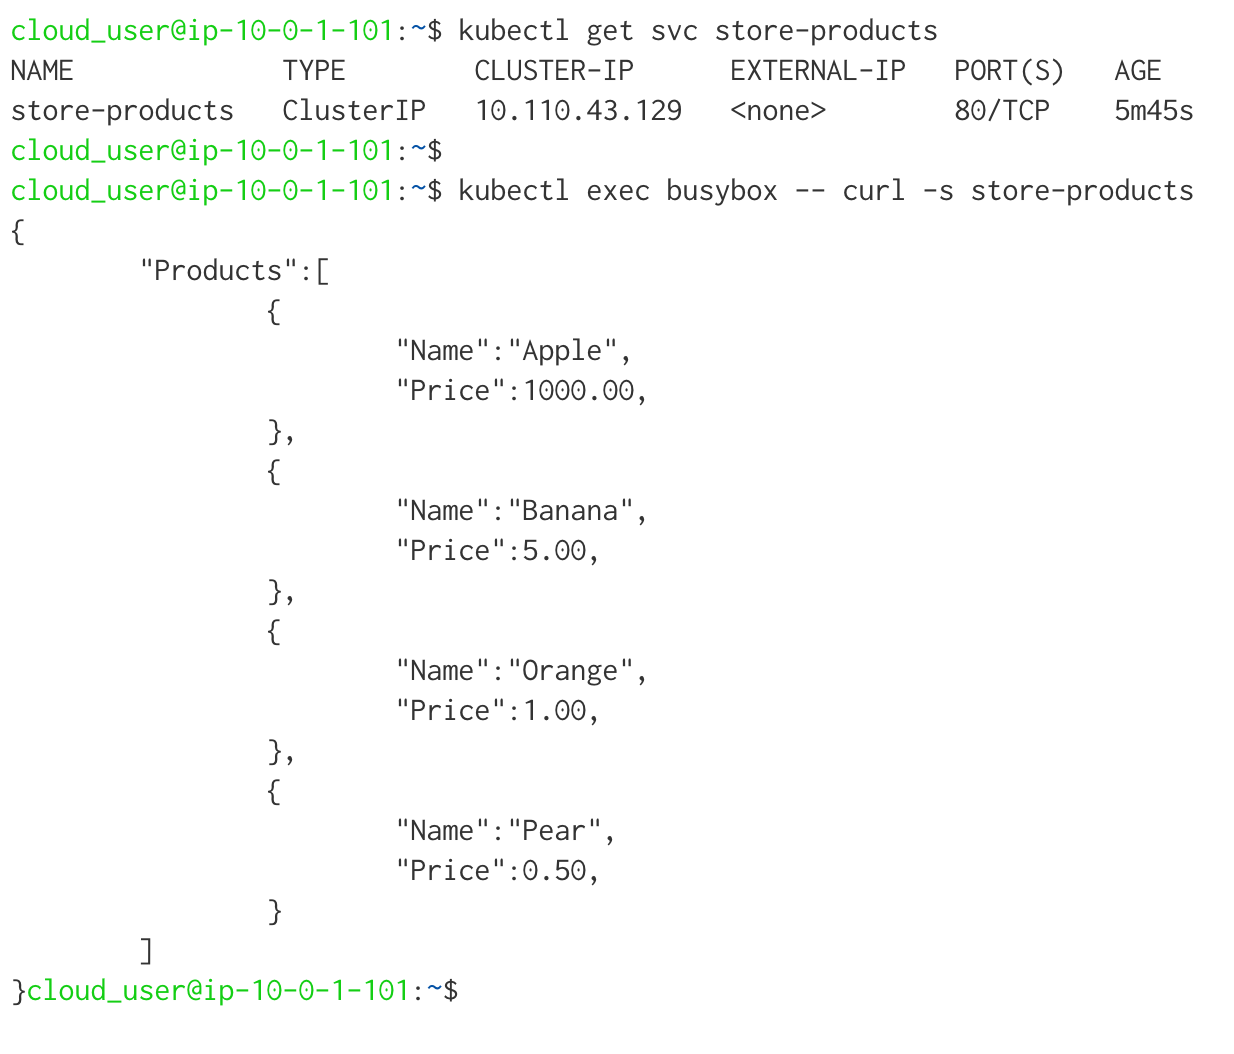 cloud_user@ip-10-0-1-101:~$ kubectl get svc store-products
NAME             TYPE        CLUSTER-IP      EXTERNAL-IP   PORT(S)   AGE
store-products   ClusterIP   10.110.43.129   <none>        80/TCP    5m45s
cloud_user@ip-10-0-1-101:~$
cloud_user@ip-10-0-1-101:~$ kubectl exec busybox -- curl -s store-products
{
        "Products":[
                {
                        "Name":"Apple",
                        "Price":1000.00,
                },
                {
                        "Name":"Banana",
                        "Price":5.00,
                },
                {
                        "Name":"Orange",
                        "Price":1.00,
                },
                {
                        "Name":"Pear",
                        "Price":0.50,
                }
        ]
}cloud_user@ip-10-0-1-101:~$